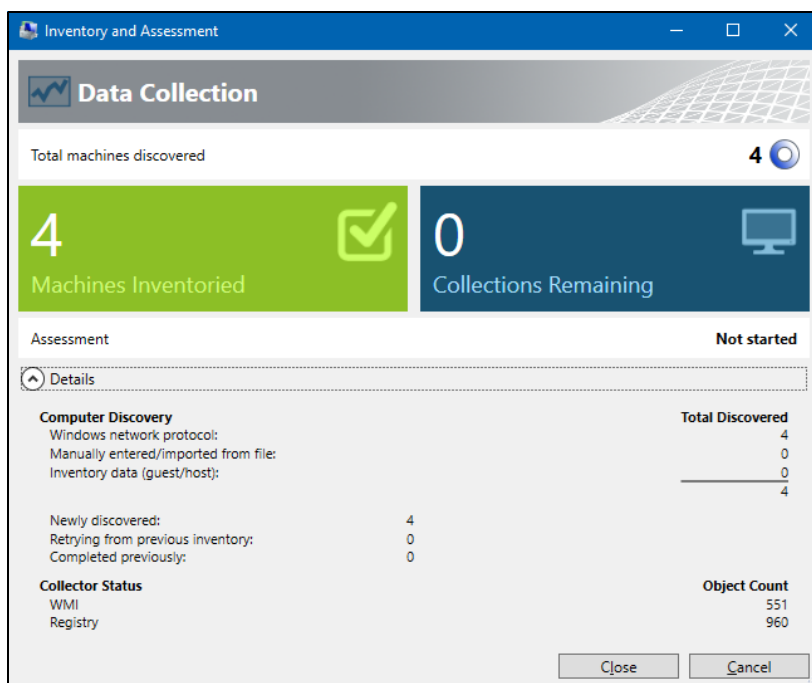 Inventory and Assessment
Data Collection
Total machines discovered 4
4 0
Machines Inventoried Collections Remaining
Assessment Not started
Details
Computer Discovery Total Discovered
Windows network protocol: 4
Manually entered/imported from file: 0
Inventory data (guest/host): 0
4
Newly discovered: 4
Retrying from previous inventory: 0
Completed previously: 0
Collector Status Object Count
WMI 551
Registry 960
Close Cancel